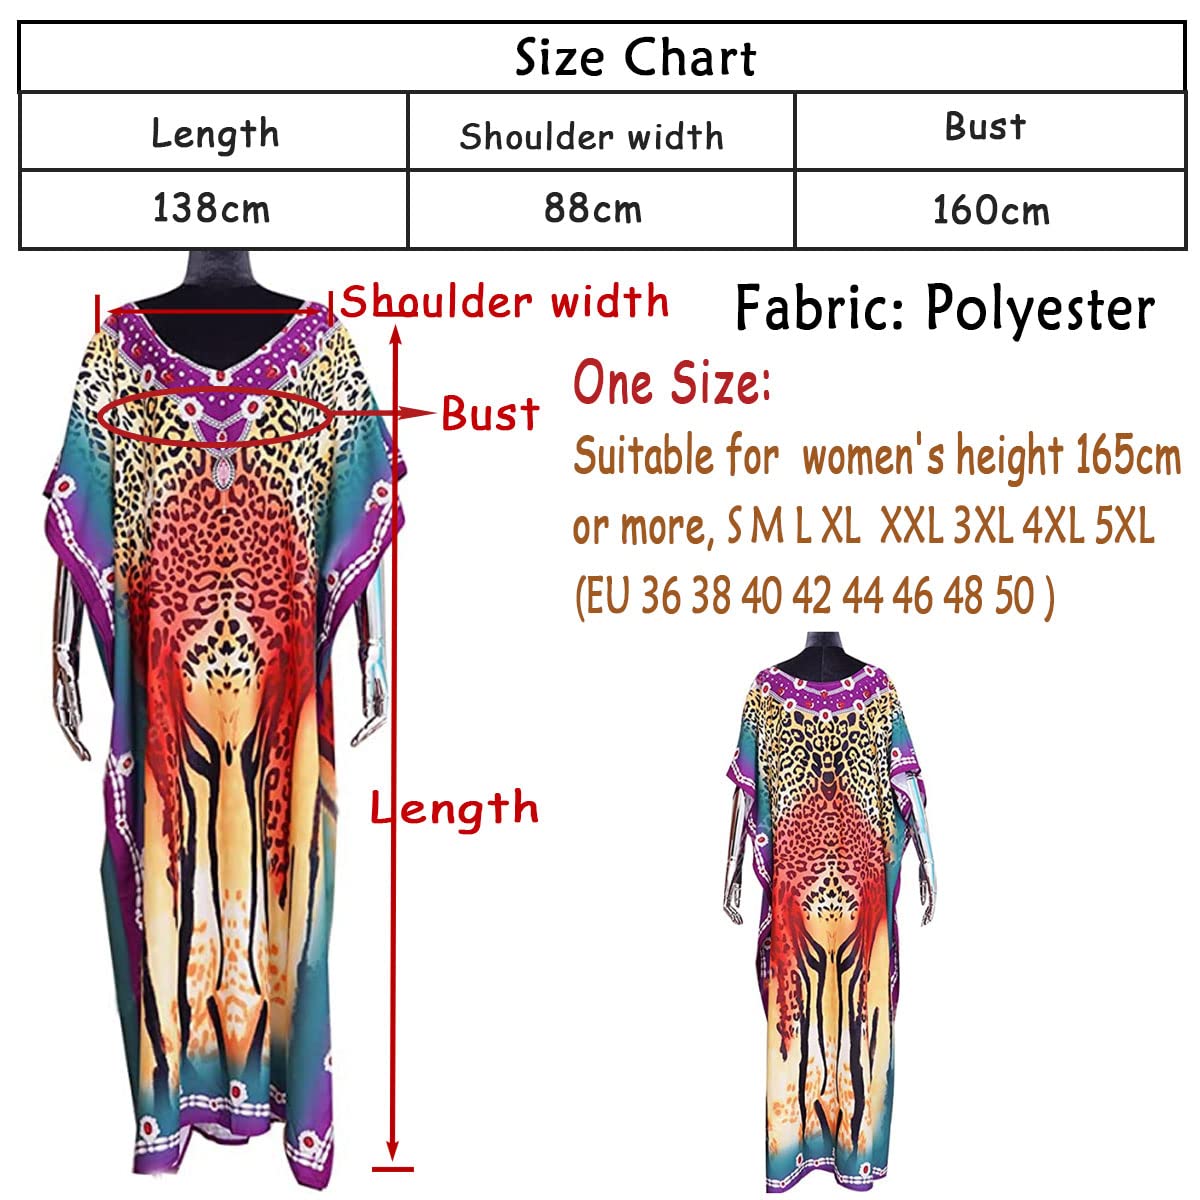 Size Chart
Length Shoulder width Bust
138cm 88cm 160cm
Shoulder width
Fabric: Polyester
One Size:
Bust
Suitable for women's height 165cm
or more, S M L XL XXL 3XL 4XL 5XL
(EU 36 38 40 42 44 46 48 50 )
Length